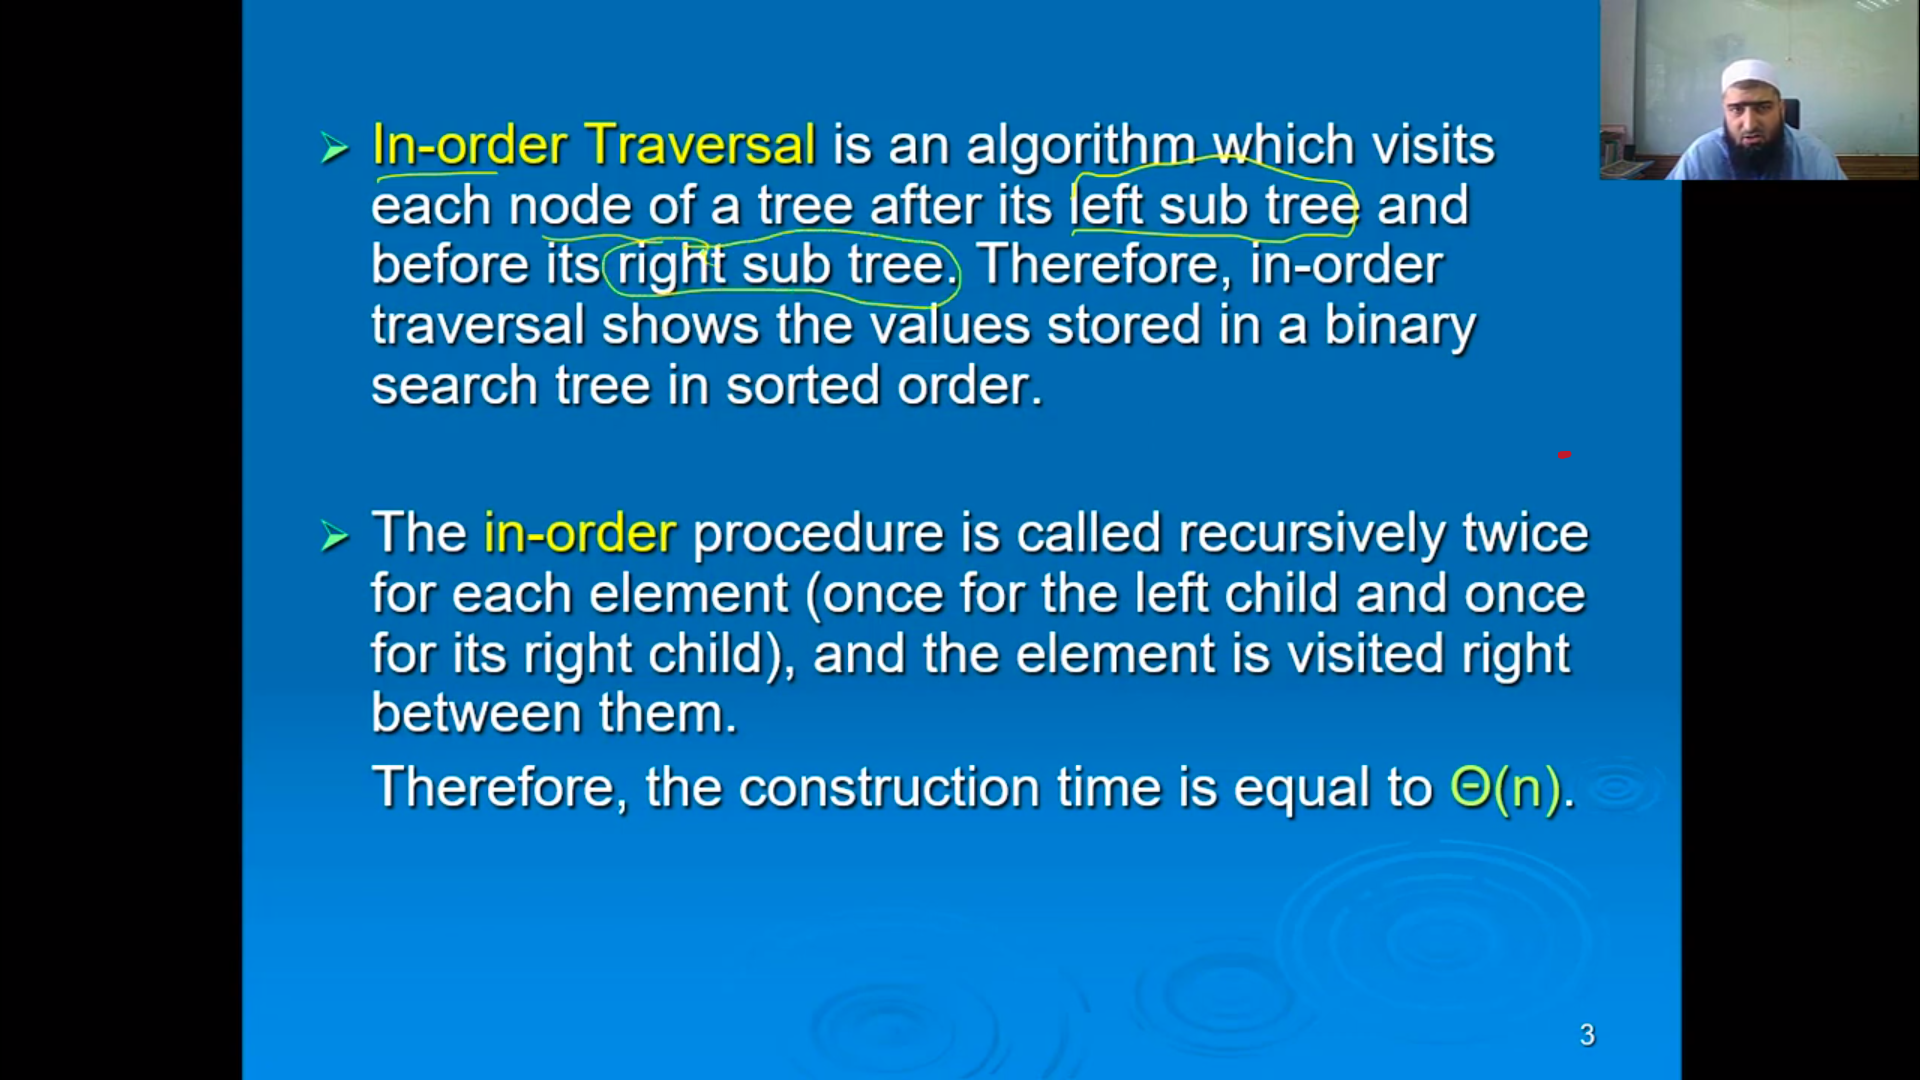 In-order Traversal is an algorithm which visits
each node of a tree after its left sub tree and
before its right sub tree. Therefore, in-order
traversal shows the values stored in a binary
search tree in sorted order.
The in-order procedure is called recursively twice
for each element (once for the left child and once
for its right child), and the element is visited right
between them.
Therefore, the construction time is equal to Θ(n).
3